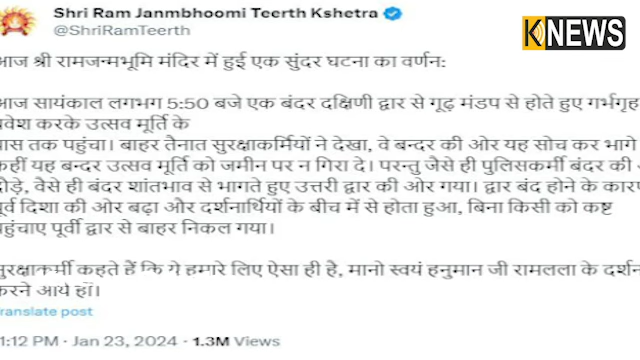 Shri Ram Janmbhoomi Teerth Kshetra
@ShriRamTeerth
KNEWS
आज श्री रामजन्मभूमि मंदिर में हुई एक सुंदर घटना का वर्णन:
आज सायंकाल लगभग 5:50 बजे एक बंदर दक्षिणी द्वार से गूढ़ मंडप से होते हुए गर्भगृह
प्रवेश करके उत्सव मूर्ति के
पास तक पहुंचा। बाहर तैनात सुरक्षाकर्मियों ने देखा, वे बन्दर की ओर यह सोच कर भागे
कहीं यह बन्दर उत्सव मूर्ति को जमीन पर न गिरा दे। परन्तु जैसे ही पुलिसकर्मी बंदर की
दौड़े, वैसे ही बंदर शांतभाव से भागते हुए उत्तरी द्वार की ओर गया। द्वार बंद होने के
पूर्व दिशा की ओर बढ़ा और दर्शनार्थियों के बीच में से होता हुआ, बिना किसी को कष्ट
पहुंचाए पूर्वी द्वार से बाहर निकल गया।
सुरक्षाकर्मी कहते हैं कि ये हमारे लिए ऐसा ही है, मानो स्वयं हनुमान जी रामलला के दर्शन
करने आये हों।
Translate post
1:12 PM · Jan 23, 2024 · 1.3M Views